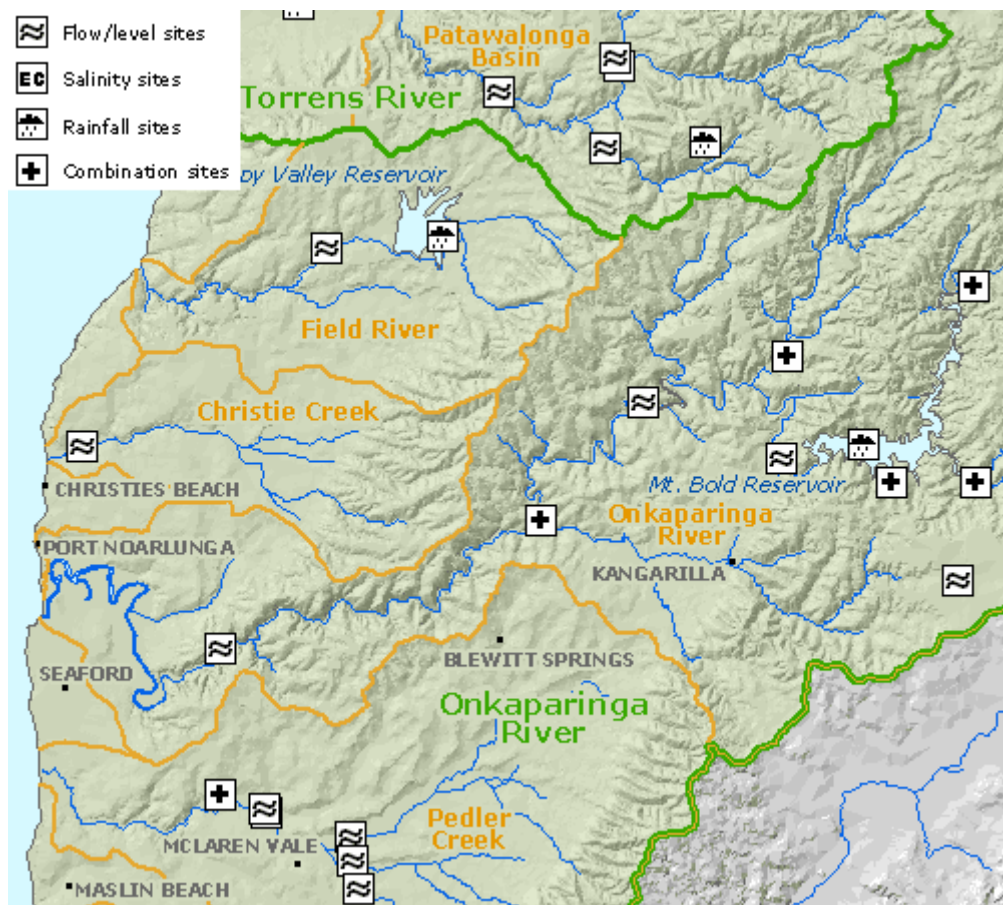 Flow/level sites
EC Salinity sites
Rainfall sites
Combination sites
Patawalonga
Basin
Torrens River
py Valley Reservoir
Field River
Christie Creek
CHRISTIES BEACH
Mt. Bold Reservoir
Onkaparinga
River
PORT NOARLUNGA
KANGARILLA
BLEWITT SPRINGS
SEAFORD
Onkaparinga
River
Pedler
Creek
MCLAREN VALE
MASLIN BEACH